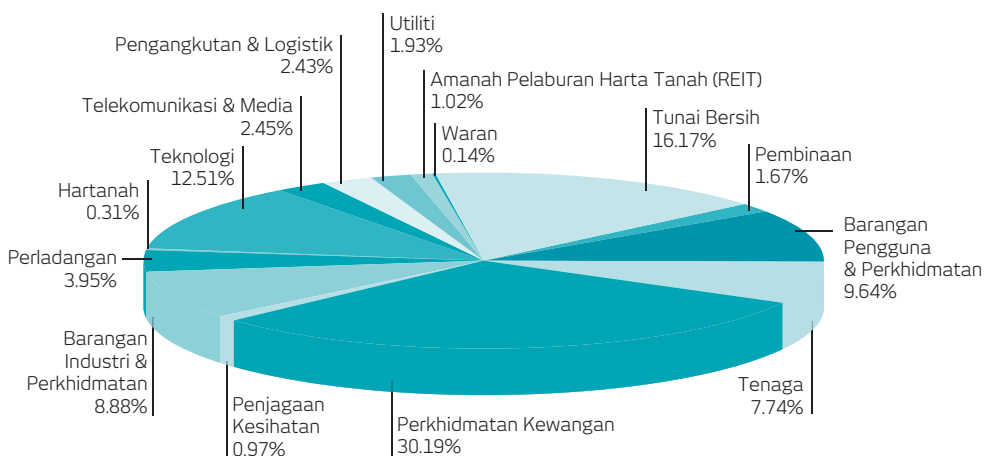 Utiliti
1.93%
Pengangkutan & Logistik
2.43%
Amanah Pelaburan Harta Tanah (REIT)
1.02%
Telekomunikasi & Media
2.45%
Tunai Bersih
16.17%
Waran
0.14%
Teknologi
12.51%
Pembinaan
1.67%
Hartanah
0.31%
Barangan
Pengguna
& Perkhidmatan
9.64%
Perladangan
3.95%
Barangan
Industri &
Perkhidmatan
8.88%
Penjagaan
Kesihatan
0.97%
Perkhidmatan Kewangan
30.19%
Tenaga
7.74%